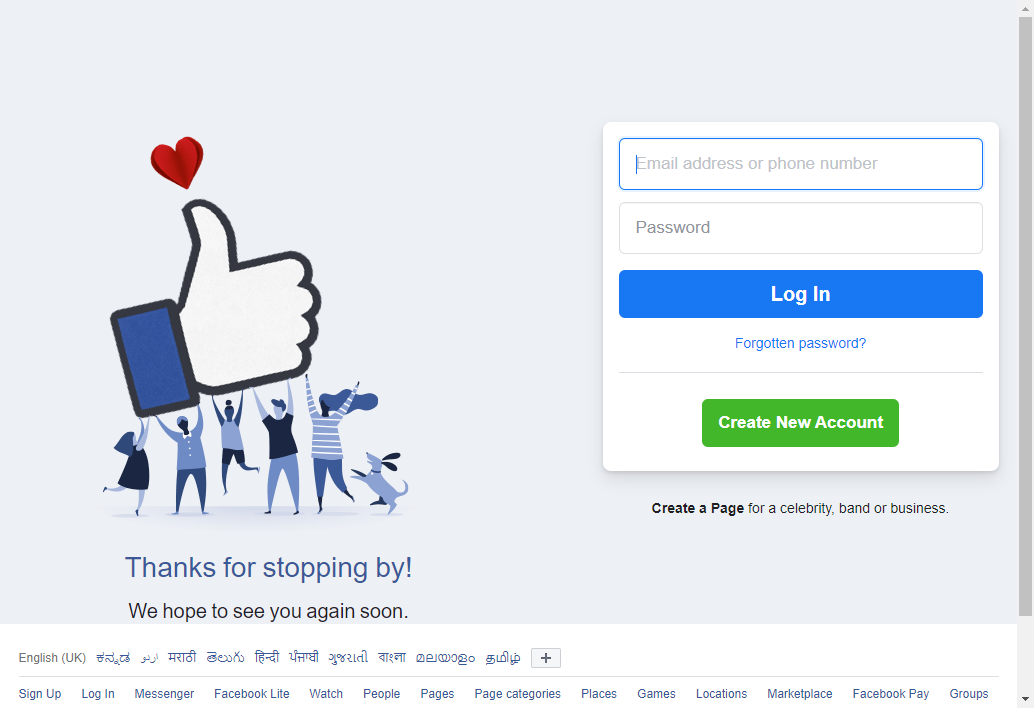 Email address or phone number
Password
Log In
Forgotten password?
Create New Account
Create a Page for a celebrity, band or business.
Thanks for stopping by!
We hope to see you again soon.
English (UK) ಕನ್ನಡ اردو मराठी తెలుగు हिन्दी ਪੰਜਾਬੀ ગુજરાતી বাংলা മലയാളം தமிழ் +
Sign Up Log In Messenger Facebook Lite Watch People Pages Page categories Places Games Locations Marketplace Facebook Pay Groups